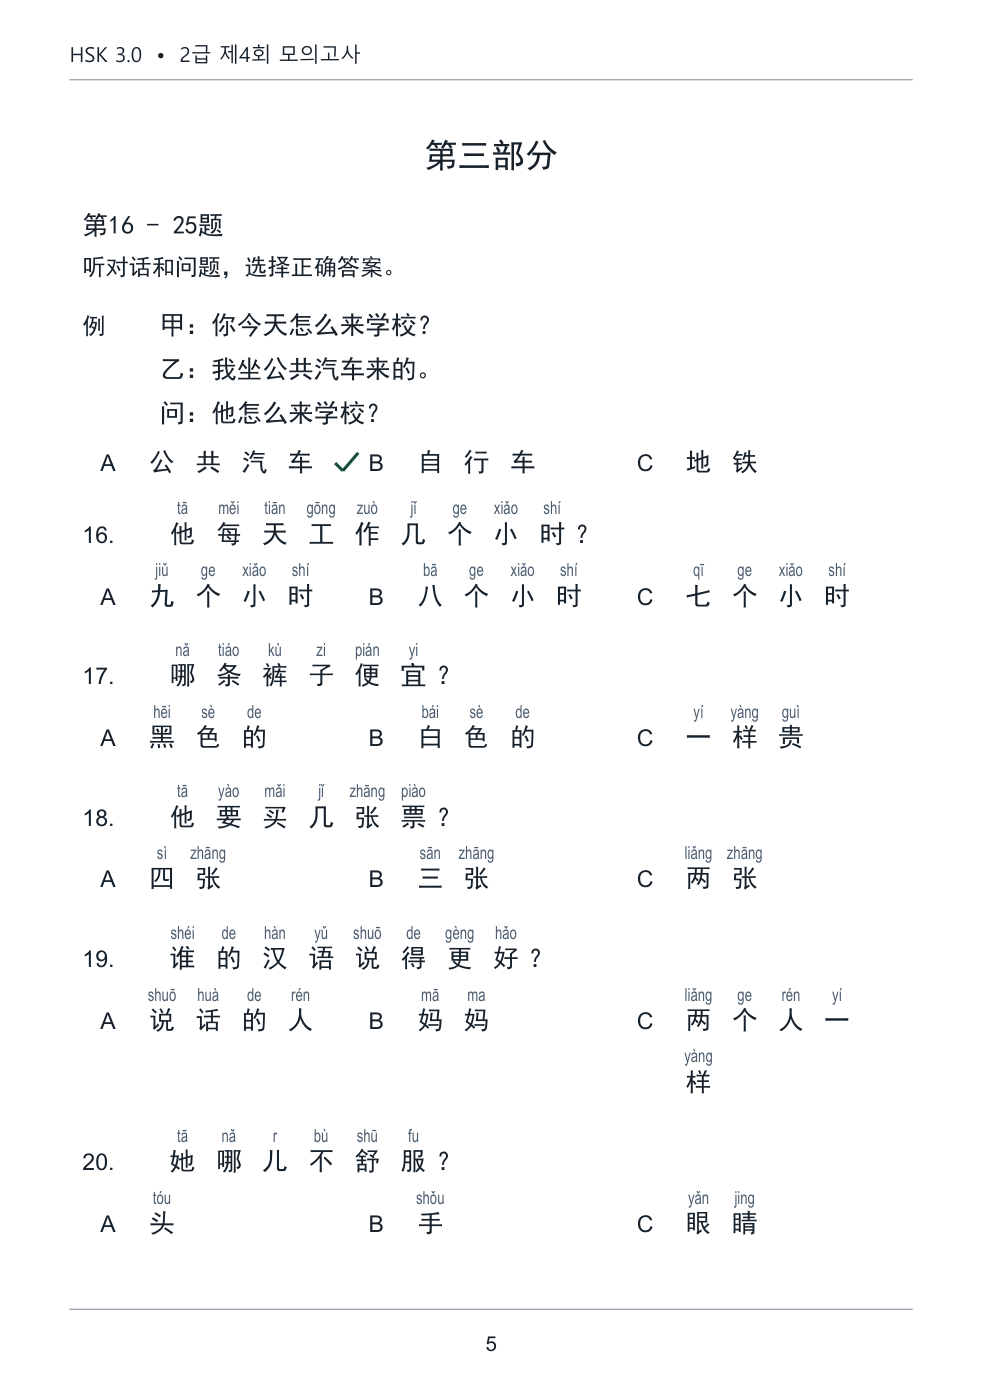 HSK 3.0 • 2급 제4회 모의고사
第三部分
第16 - 25题
听对话和问题，选择正确答案。
例 甲：你今天怎么来学校？
乙：我坐公共汽车来的。
问：他怎么来学校？
A 公共汽车 ✓ B 自行车 C 地铁
tā měi tiān gōng zuò jǐ ge xiǎo shí
16. 他每天工作几个小时？
jiǔ ge xiǎo shí bā ge xiǎo shí qī ge xiǎo shí
A 九个小时 B 八个小时 C 七个小时
nǎ tiáo kù zi pián yi
17. 哪条裤子便宜？
hēi sè de bái sè de yí yàng guì
A 黑色的 B 白色的 C 一样贵
tā yào mǎi jǐ zhāng piào
18. 他要买几张票？
sì zhāng sān zhāng liǎng zhāng
A 四张 B 三张 C 两张
shéi de hàn yǔ shuō de gèng hǎo
19. 谁的汉语说得更好？
shuō huà de rén mā ma liǎng ge rén yí
A 说话的人 B 妈妈 C 两个人一
yàng
样
tā nǎ r bù shū fu
20. 她哪儿不舒服？
tóu shǒu yǎn jing
A 头 B 手 C 眼睛
5